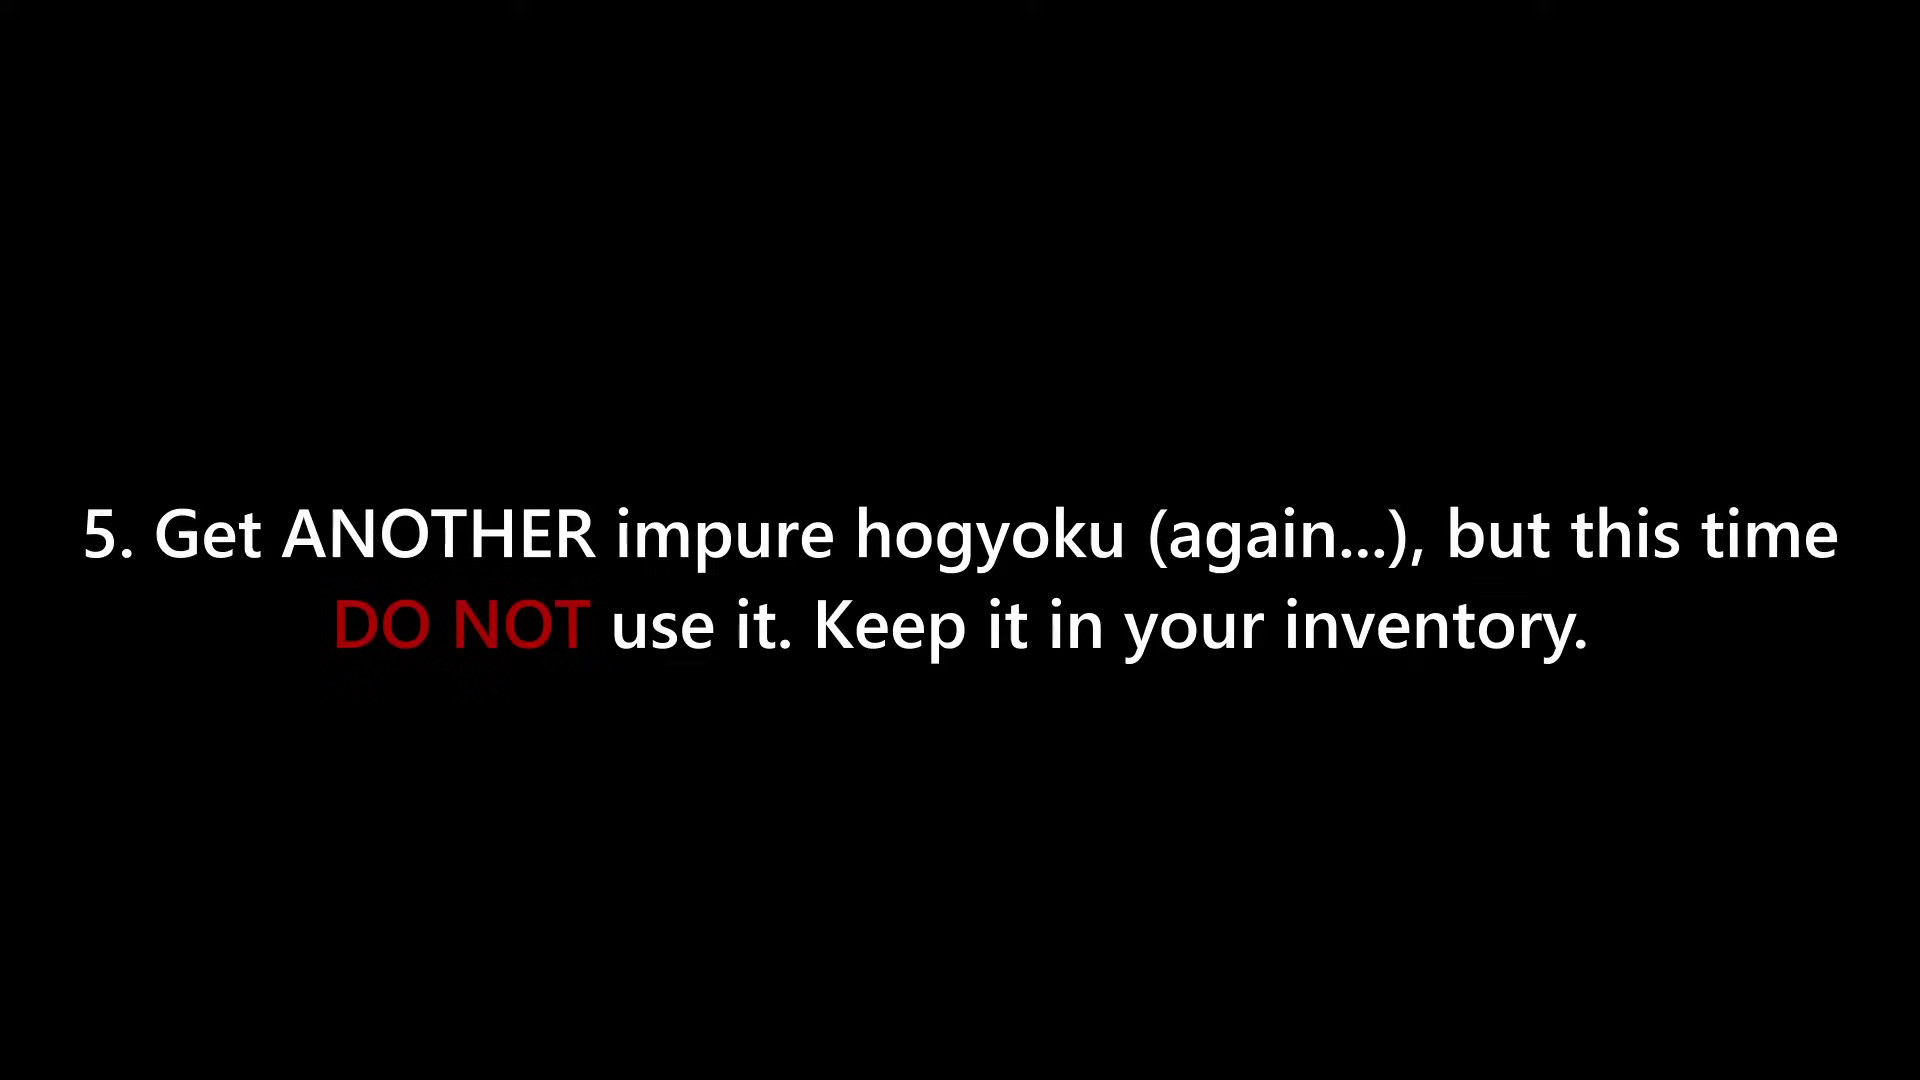 5. Get ANOTHER impure hogyoku (again...), but this time
DO NOT use it. Keep it in your inventory.